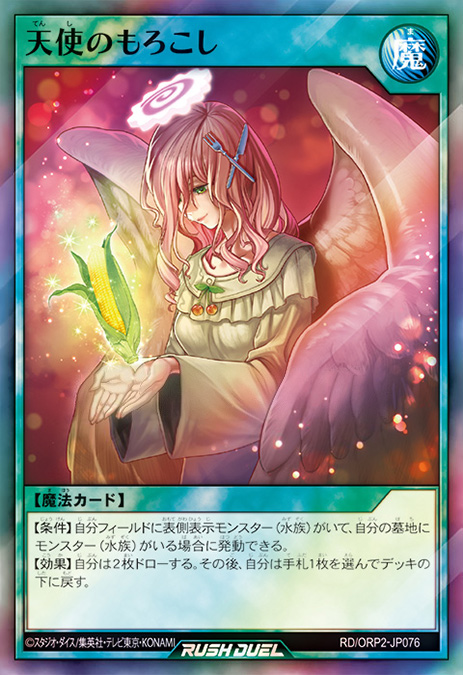 天使のもろこし
魔
【魔法カード】
【条件】自分フィールドに表側表示モンスター（水族）がいて、自分の墓地に
モンスター（水族）がいる場合に発動できる。
【効果】自分は2枚ドローする。その後、自分は手札1枚を選んでデッキの
下に戻す。
©スタジオ・ダイス/集英社・テレビ東京・KONAMI
RUSH DUEL
RD/ORP2-JP076